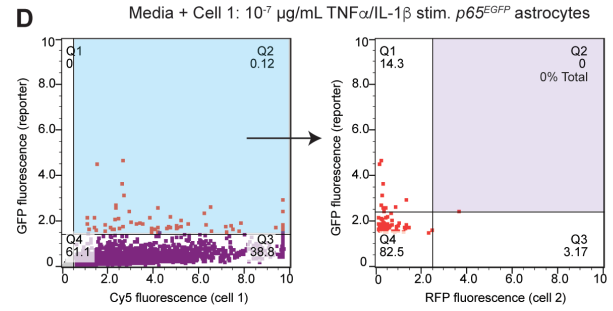 D
Media + Cell 1: 10⁻⁷ µg/mL TNFα/IL-1β stim. p65ᴱᴳᶠᴾ astrocytes
GFP fluorescence (reporter)
10
8.0
6.0
4.0
2.0
0
Q1
0
Q2
0.12
Q4
61.1
Q3
38.8
0 2.0 4.0 6.0 8.0 10
Cy5 fluorescence (cell 1)
GFP fluorescence (reporter)
10
8.0
6.0
4.0
2.0
0
Q1
14.3
Q2
0
0% Total
Q4
82.5
Q3
3.17
0 2.0 4.0 6.0 8.0 10
RFP fluorescence (cell 2)